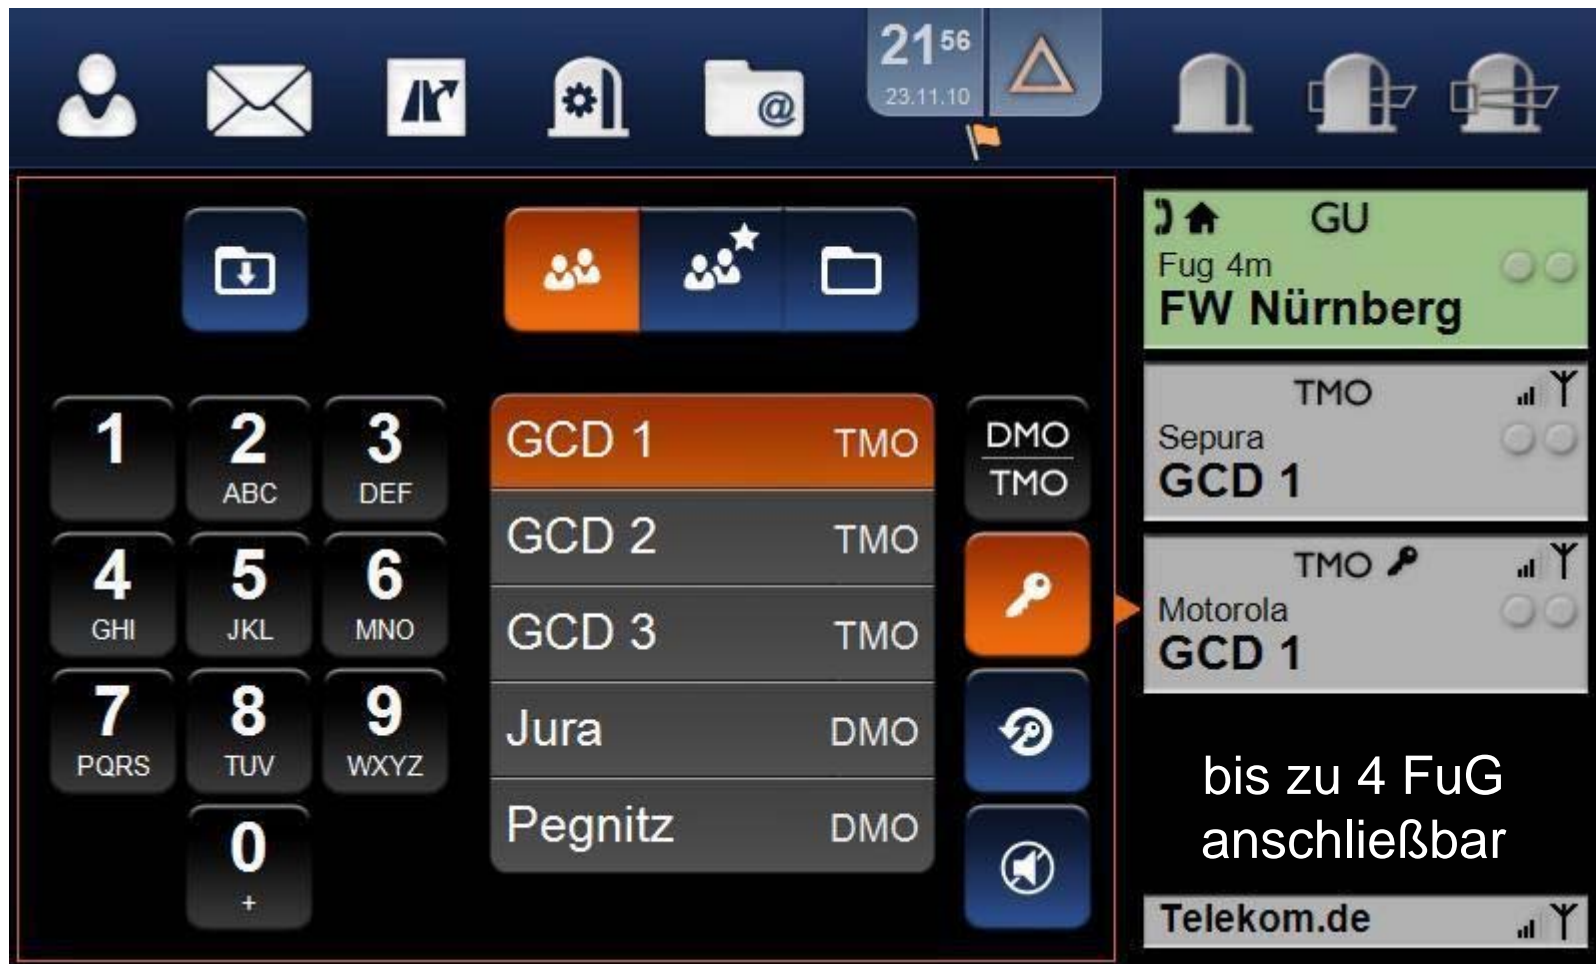 @
21 56
23.11.10
1
2
ABC
3
DEF
4
GHI
5
JKL
6
MNO
7
PQRS
8
TUV
9
WXYZ
0
+
GCD 1 TMO
GCD 2 TMO
GCD 3 TMO
Jura DMO
Pegnitz DMO
DMO
TMO
GU
Fug 4m
FW Nürnberg
TMO
Sepura
GCD 1
TMO
Motorola
GCD 1
bis zu 4 FuG
anschließbar
Telekom.de